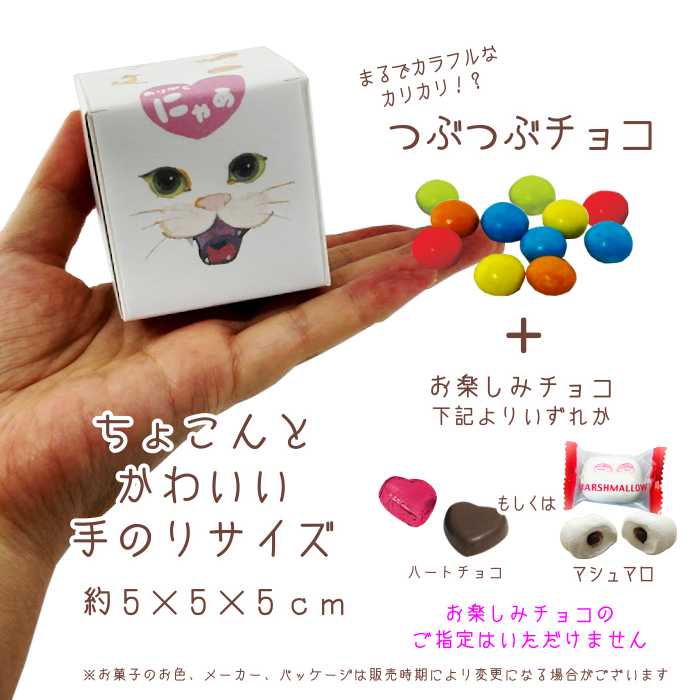 にゃめ
まるでカラフルな
カリカリ！？
つぶつぶチョコ
＋
お楽しみチョコ
下記よりいずれか
ちょこんと
かわいい
手のりサイズ
約５×５×５ｃｍ
もしくは
MARSHMALLOW
ハートチョコ
マシュマロ
お楽しみチョコの
ご指定はいただけません
※お菓子のお色、メーカー、パッケージは販売時期により変更になる場合がございます